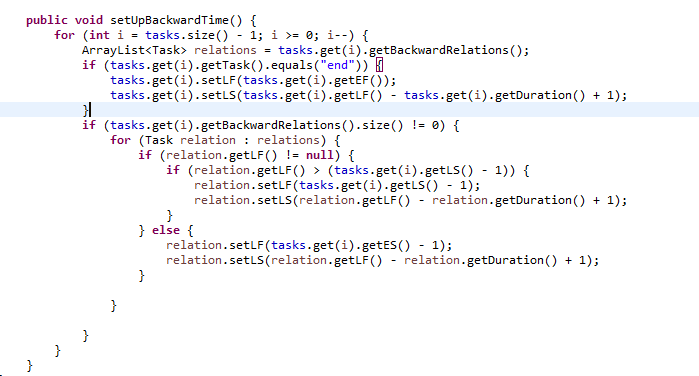 public void setUpBackwardTime() {
    for (int i = tasks.size() - 1; i >= 0; i--) {
        ArrayList<Task> relations = tasks.get(i).getBackwardRelations();
        if (tasks.get(i).getTask().equals("end")) {
            tasks.get(i).setLF(tasks.get(i).getEF());
            tasks.get(i).setLS(tasks.get(i).getLF() - tasks.get(i).getDuration() + 1);
        }
        if (tasks.get(i).getBackwardRelations().size() != 0) {
            for (Task relation : relations) {
                if (relation.getLF() != null) {
                    if (relation.getLF() > (tasks.get(i).getLS() - 1)) {
                        relation.setLF(tasks.get(i).getLS() - 1);
                        relation.setLS(relation.getLF() - relation.getDuration() + 1);
                    }
                } else {
                    relation.setLF(tasks.get(i).getES() - 1);
                    relation.setLS(relation.getLF() - relation.getDuration() + 1);
                }

            }

        }
    }
}